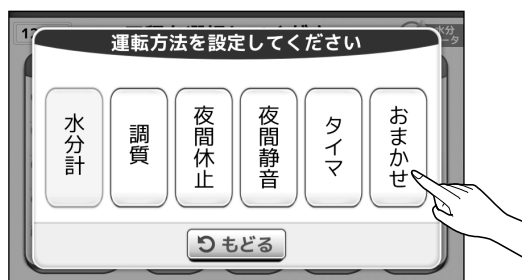 運転方法を設定してください
水分計
調質
夜間休止
夜間静音
タイマ
おまかせ
もどる